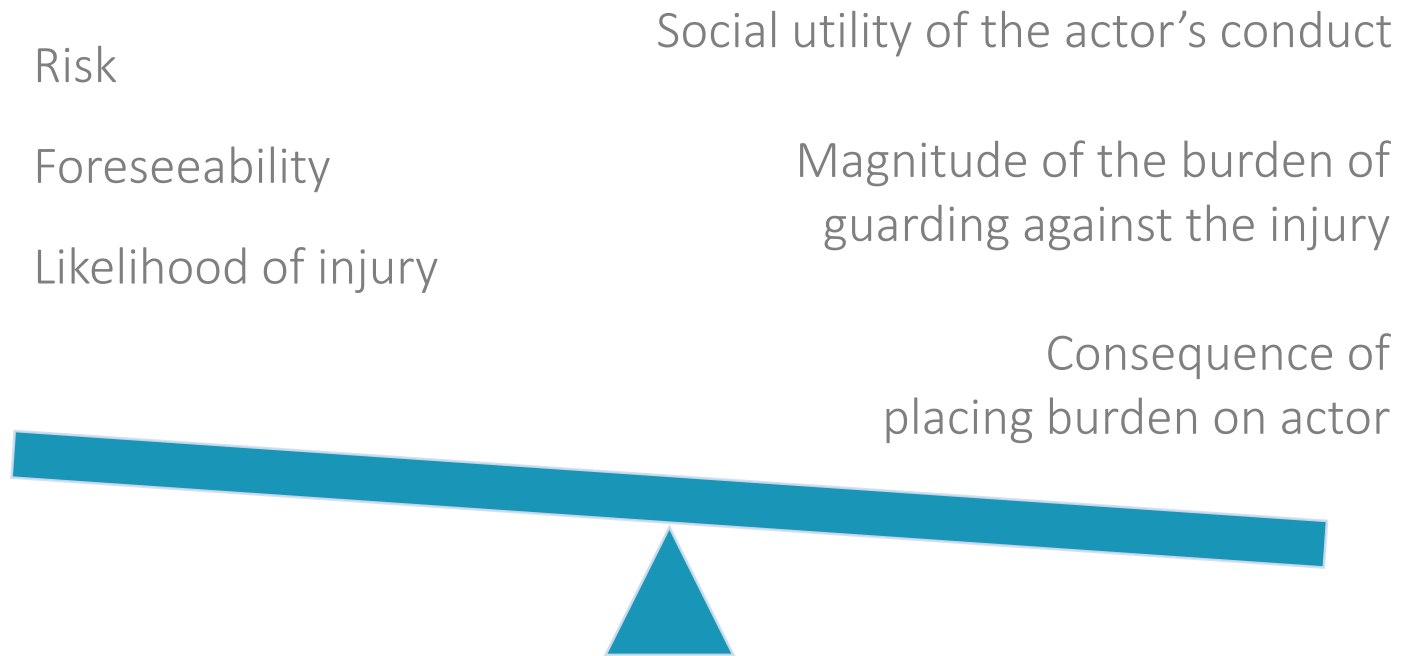 Risk
Foreseeability
Likelihood of injury
Social utility of the actor’s conduct
Magnitude of the burden of
guarding against the injury
Consequence of
placing burden on actor